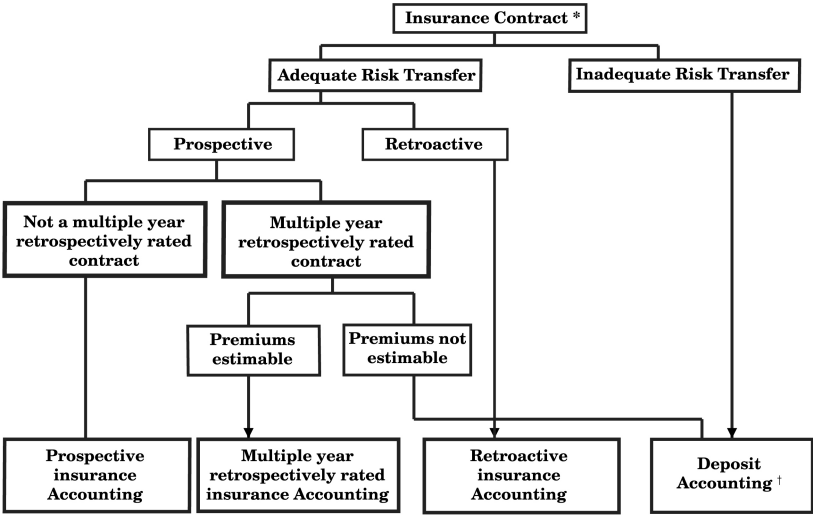 Insurance Contract *
Adequate Risk Transfer
Inadequate Risk Transfer
Prospective
Retroactive
Not a multiple year
retrospectively rated
contract
Multiple year
retrospectively rated
contract
Premiums
estimable
Premiums not
estimable
Prospective
insurance
Accounting
Multiple year
retrospectively rated
insurance Accounting
Retroactive
insurance
Accounting
Deposit
Accounting †